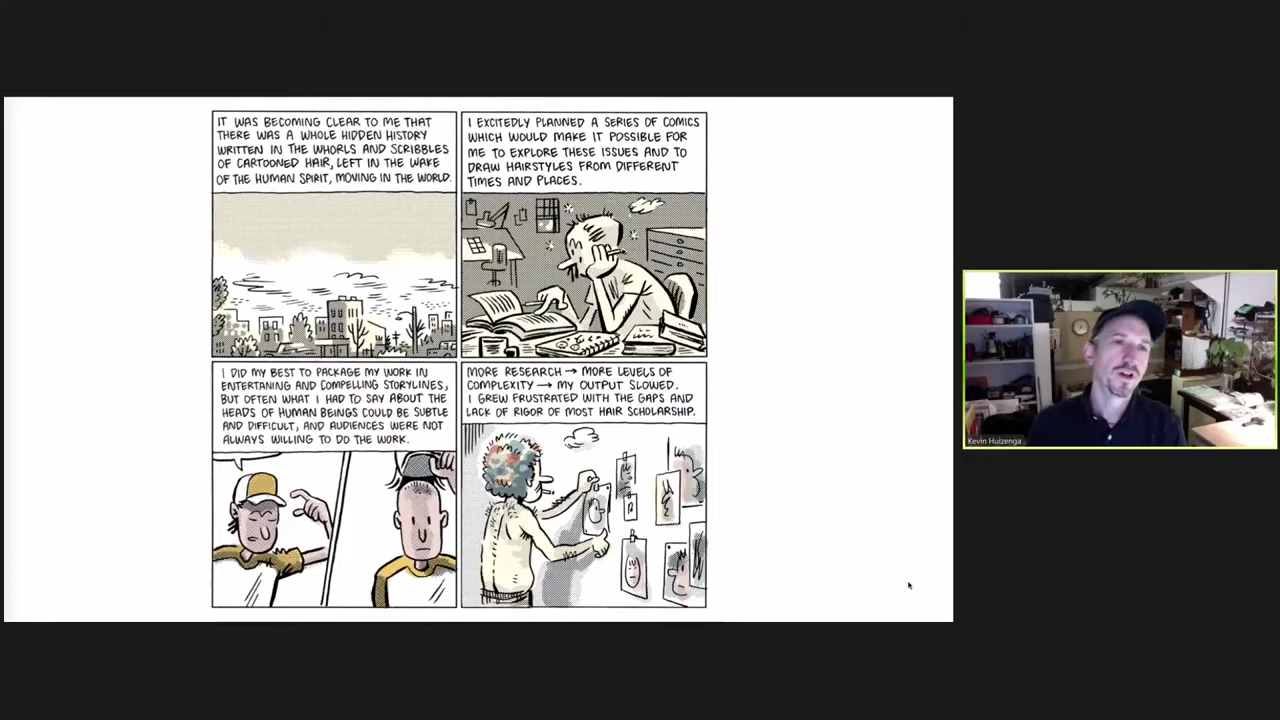 IT WAS BECOMING CLEAR TO ME THAT
THERE WAS A WHOLE HIDDEN HISTORY
WRITTEN IN THE WHORLS AND SCRIBBLES
OF CARTOONED HAIR, LEFT IN THE WAKE
OF THE HUMAN SPIRIT, MOVING IN THE WORLD.
I EXCITEDLY PLANNED A SERIES OF COMICS
WHICH WOULD MAKE IT POSSIBLE FOR
ME TO EXPLORE THESE ISSUES AND TO
DRAW HAIRSTYLES FROM DIFFERENT
TIMES AND PLACES.
I DID MY BEST TO PACKAGE MY WORK IN
ENTERTANING AND COMPELLING STORYLINES,
BUT OFTEN WHAT I HAD TO SAY ABOUT THE
HEADS OF HUMAN BEINGS COULD BE SUBTLE
AND DIFFICULT, AND AUDIENCES WERE NOT
ALWAYS WILLING TO DO THE WORK.
MORE RESEARCH → MORE LEVELS OF
COMPLEXITY → MY OUTPUT SLOWED.
I GREW FRUSTRATED WITH THE GAPS AND
LACK OF RIGOR OF MOST HAIR SCHOLARSHIP.
Kevin Huizenga